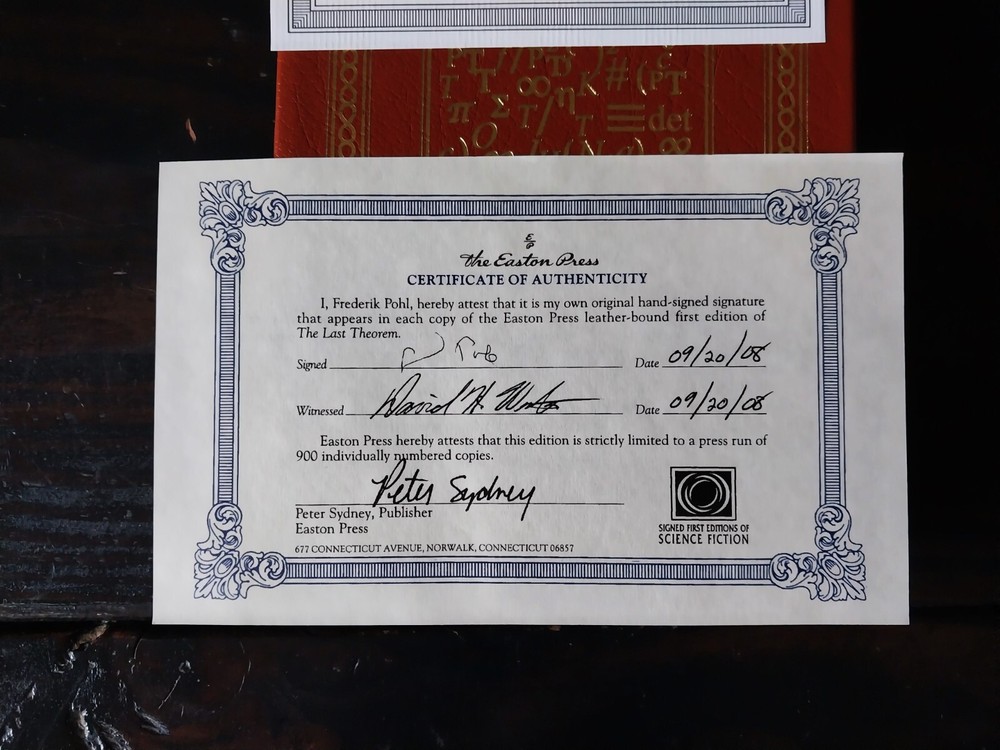 T T ∞ η K # ( PT
π Σ T / T ≡ det
E/P
the Easton Press
CERTIFICATE OF AUTHENTICITY
I, Frederik Pohl, hereby attest that it is my own original hand-signed signature
that appears in each copy of the Easton Press leather-bound first edition of
The Last Theorem.
Signed Date 09/20/08
Witnessed David H Date 09/20/08
Easton Press hereby attests that this edition is strictly limited to a press run of
900 individually numbered copies.
Peter Sydney
Peter Sydney, Publisher
Easton Press
677 CONNECTICUT AVENUE, NORWALK, CONNECTICUT 06857
SIGNED FIRST EDITIONS OF
SCIENCE FICTION